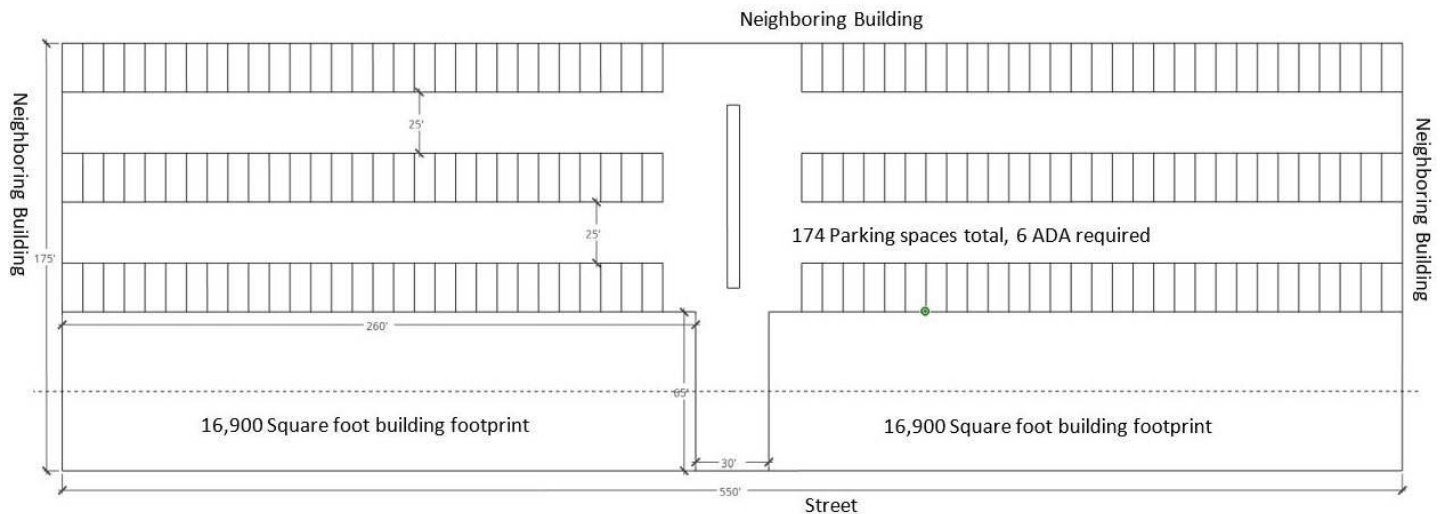 Neighboring Building
Neighboring Building
Neighboring Building
25'
25'
174 Parking spaces total, 6 ADA required
175'
260'
65'
16,900 Square foot building footprint
16,900 Square foot building footprint
30'
550'
Street